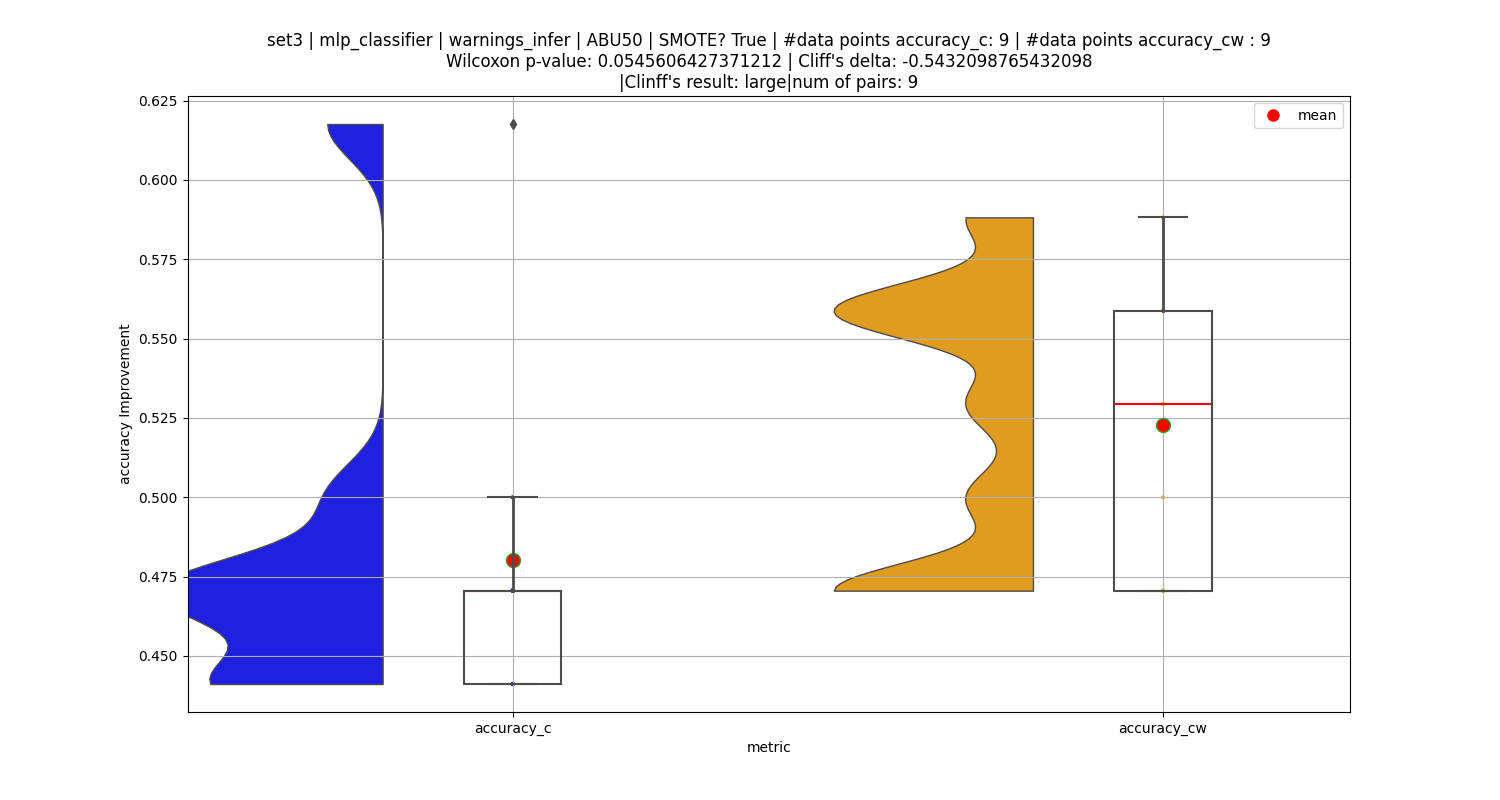 set3 | mlp_classifier | warnings_infer | ABU50 | SMOTE? True | #data points accuracy_c: 9 | #data points accuracy_cw : 9
Wilcoxon p-value: 0.0545606427371212 | Cliff's delta: -0.5432098765432098
|Clinff's result: large|num of pairs: 9
mean
accuracy Improvement
0.625
0.600
0.575
0.550
0.525
0.500
0.475
0.450
accuracy_c
accuracy_cw
metric